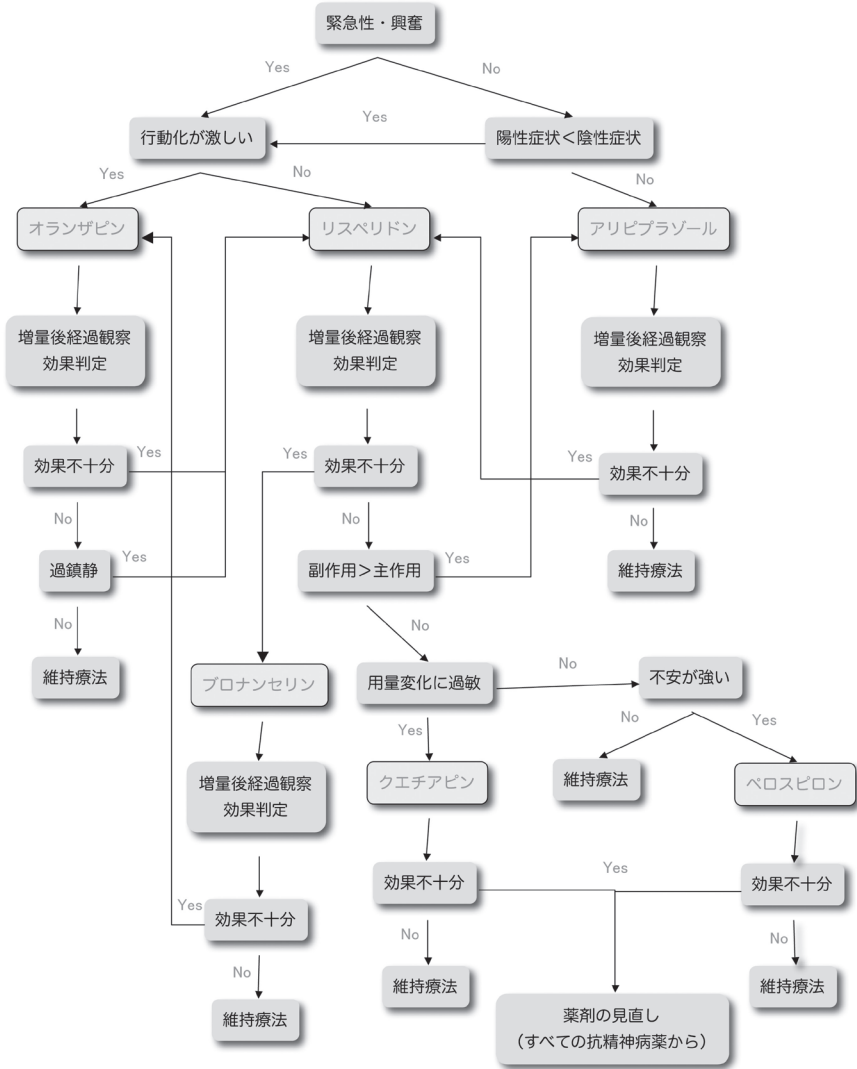 緊急性・興奮
Yes
No
行動化が激しい
Yes
陽性症状＜陰性症状
Yes
No
No
オランザピン
リスペリドン
アリピプラゾール
増量後経過観察
効果判定
増量後経過観察
効果判定
増量後経過観察
効果判定
効果不十分
Yes
Yes
効果不十分
Yes
効果不十分
No
No
No
過鎮静
Yes
副作用＞主作用
Yes
維持療法
No
No
維持療法
ブロナンセリン
用量変化に過敏
No
不安が強い
Yes
No
Yes
増量後経過観察
効果判定
クエチアピン
維持療法
ペロスピロン
効果不十分
Yes
効果不十分
Yes
効果不十分
No
No
No
維持療法
維持療法
維持療法
薬剤の見直し
（すべての抗精神病薬から）